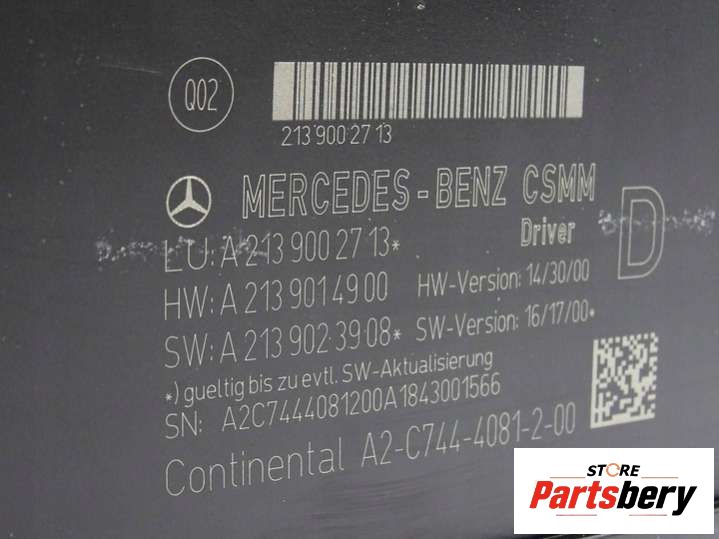 Q02
213 900 27 13
MERCEDES-BENZ CSMM
Driver
D
LU: A 213 900 27 13*
HW: A 213 901 49 00 HW-Version: 14/30/00
SW: A 213 902 39 08* SW-Version: 16/17/00*
*) gueltig bis zu evtl. SW-Aktualisierung
SN: A2C7444081200A1843001566
Continental A2-C744-4081-2-00
STORE
Partsbery